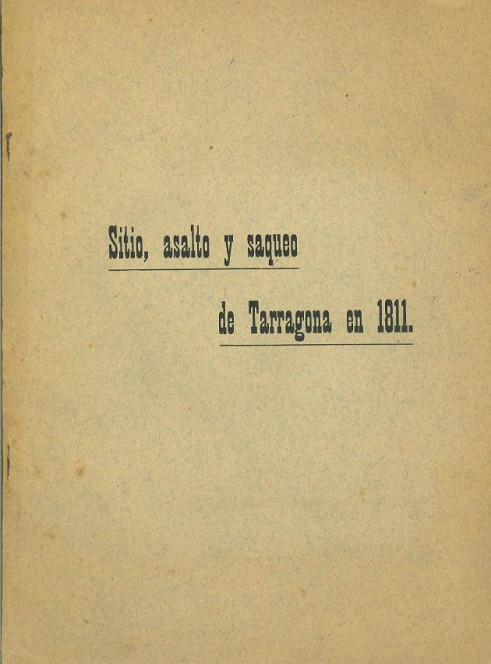 Sitio, asalto y saqueo
de Tarragona en 1811.